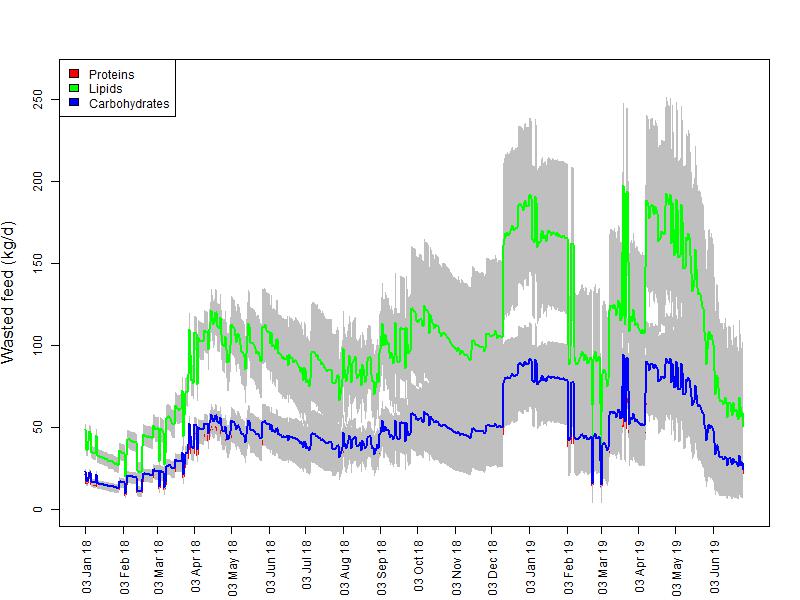 Proteins
Lipids
Carbohydrates
Wasted feed (kg/d)
250
200
150
100
50
0
03 Jan 18
03 Feb 18
03 Mar 18
03 Apr 18
03 May 18
03 Jun 18
03 Jul 18
03 Aug 18
03 Sep 18
03 Oct 18
03 Nov 18
03 Dec 18
03 Jan 19
03 Feb 19
03 Mar 19
03 Apr 19
03 May 19
03 Jun 19